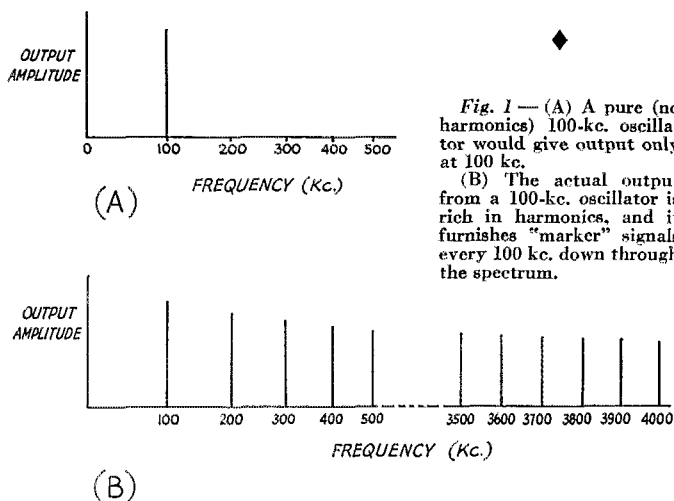 OUTPUT
AMPLITUDE
0 100 200 300 400 500
FREQUENCY (Kc.)
(A)
Fig. 1 — (A) A pure (no
harmonics) 100-kc. oscilla
tor would give output only
at 100 kc.
(B) The actual outpu
from a 100-kc. oscillator is
rich in harmonics, and i
furnishes "marker" signals
every 100 kc. down through
the spectrum.
OUTPUT
AMPLITUDE
100 200 300 400 500 3500 3600 3700 3800 3900 4000
FREQUENCY (Kc.)
(B)